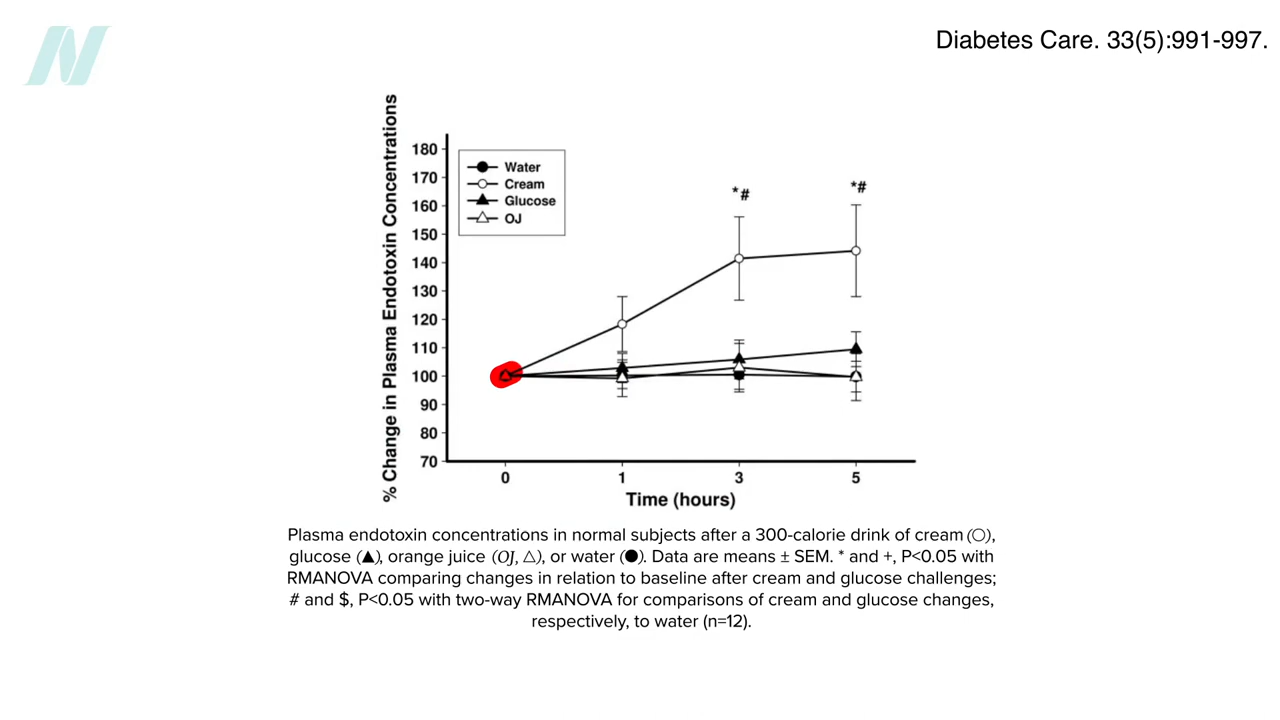 Diabetes Care. 33(5):991-997.
% Change in Plasma Endotoxin Concentrations
180
170
160
150
140
130
120
110
100
90
80
70
Water
Cream
Glucose
OJ
*#
*#
0 1 3 5
Time (hours)
Plasma endotoxin concentrations in normal subjects after a 300-calorie drink of cream (○),
glucose (▲), orange juice (OJ, △), or water (●). Data are means ± SEM. * and +, P<0.05 with
RMANOVA comparing changes in relation to baseline after cream and glucose challenges;
# and $, P<0.05 with two-way RMANOVA for comparisons of cream and glucose changes,
respectively, to water (n=12).